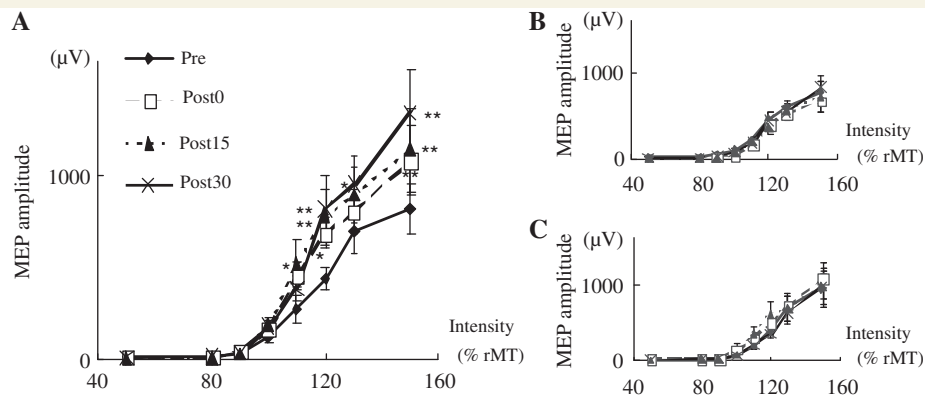 A
(µV)
MEP amplitude
Pre
Post0
Post15
Post30
1000
0
**
**
**
*
**
**
*
*
Intensity
(% rMT)
40 80 120 160
B
(µV)
MEP amplitude
1000
0
Intensity
(% rMT)
40 80 120 160
C
(µV)
MEP amplitude
1000
0
Intensity
(% rMT)
40 80 120 160